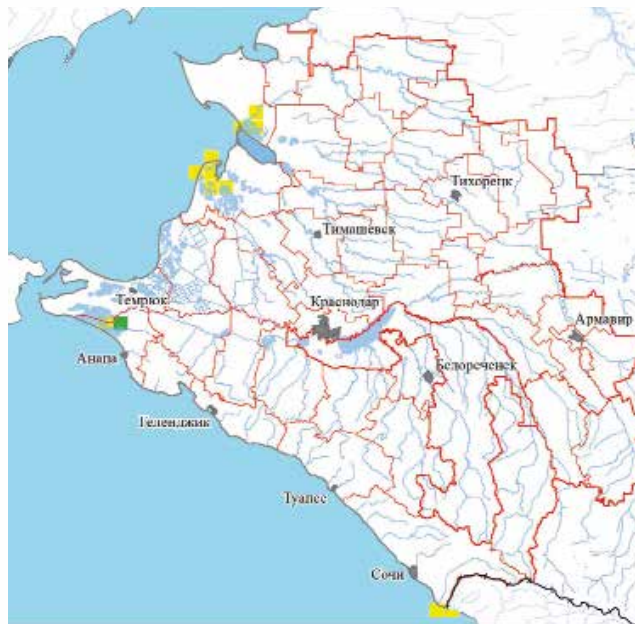 Тихорецк
Тимашевск
Темрюк
Краснодар
Армавир
Анапа
Белореченск
Геленджик
Туапсе
Сочи